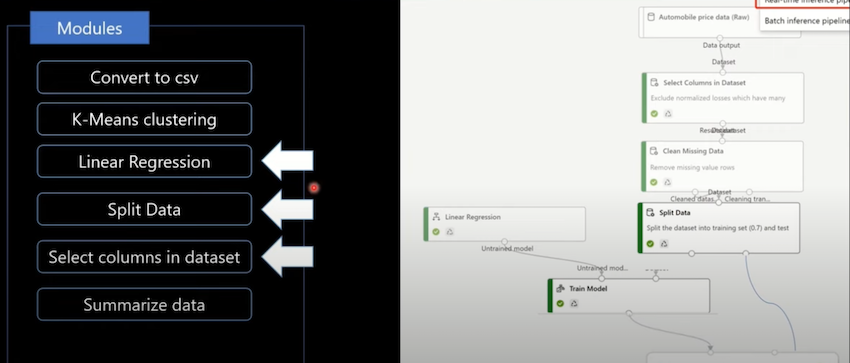 Modules
Convert to csv
K-Means clustering
Linear Regression
Split Data
Select columns in dataset
Summarize data
Real-time inference pipe
Batch inference pipeline
Automobile price data (Raw)
Data output
Dataset
Select Columns in Dataset
Exclude normalized losses which have many
Dataset
Clean Missing Data
Remove missing value rows
Dataset
Cleaned datas
Cleaning tran...
Split Data
Split the dataset into training set (0.7) and test
Linear Regression
Untrained model
Untrained mod...
Train Model